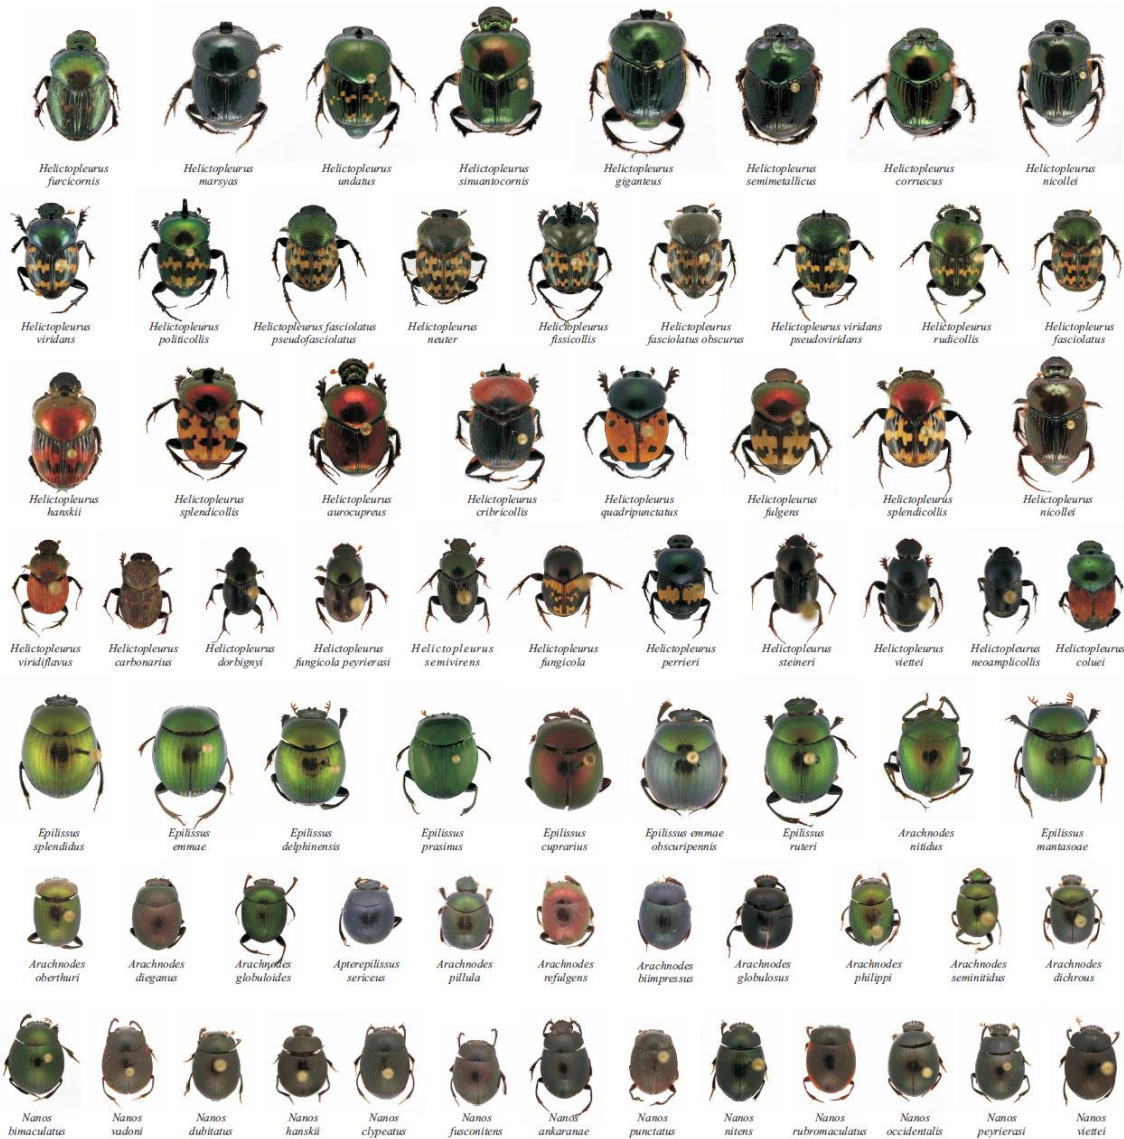 Helictopleurus furcicornis
Helictopleurus marsyas
Helictopleurus undatus
Helictopleurus sinuantocornis
Helictopleurus giganteus
Helictopleurus semimetallicus
Helictopleurus corruscus
Helictopleurus nicollei
Helictopleurus viridans
Helictopleurus politicollis
Helictopleurus fasciolatus pseudofasciolatus
Helictopleurus neuter
Helictopleurus fissicollis
Helictopleurus fasciolatus obscurus
Helictopleurus viridans pseudoviridans
Helictopleurus rudicollis
Helictopleurus fasciolatus
Helictopleurus hanskii
Helictopleurus splendicollis
Helictopleurus aurocupreus
Helictopleurus cribricollis
Helictopleurus quadripunctatus
Helictopleurus fulgens
Helictopleurus splendicollis
Helictopleurus nicollei
Helictopleurus viridiflavus
Helictopleurus carbonarius
Helictopleurus dorbignyi
Helictopleurus fungicola peyrierasi
Helictopleurus semivirens
Helictopleurus fungicola
Helictopleurus perrieri
Helictopleurus steineri
Helictopleurus viettei
Helictopleurus neoamplicollis
Helictopleurus coluei
Epilissus splendidus
Epilissus emmae
Epilissus delphinensis
Epilissus prasinus
Epilissus cuprarius
Epilissus emmae obscuripennis
Epilissus ruteri
Arachnodes nitidus
Epilissus mantasoae
Arachnodes oberthuri
Arachnodes dieganus
Arachnodes globuloides
Apterepilissus sericeus
Arachnodes pillula
Arachnodes refulgens
Arachnodes biimpressus
Arachnodes globulosus
Arachnodes philippi
Arachnodes seminitidus
Arachnodes dichrous
Nanos bimaculatus
Nanos vadoni
Nanos dubitatus
Nanos hanskii
Nanos clypeatus
Nanos fusconitens
Nanos ankaranae
Nanos punctatus
Nanos nitens
Nanos rubromaculatus
Nanos occidentalis
Nanos peyrierasi
Nanos viettei